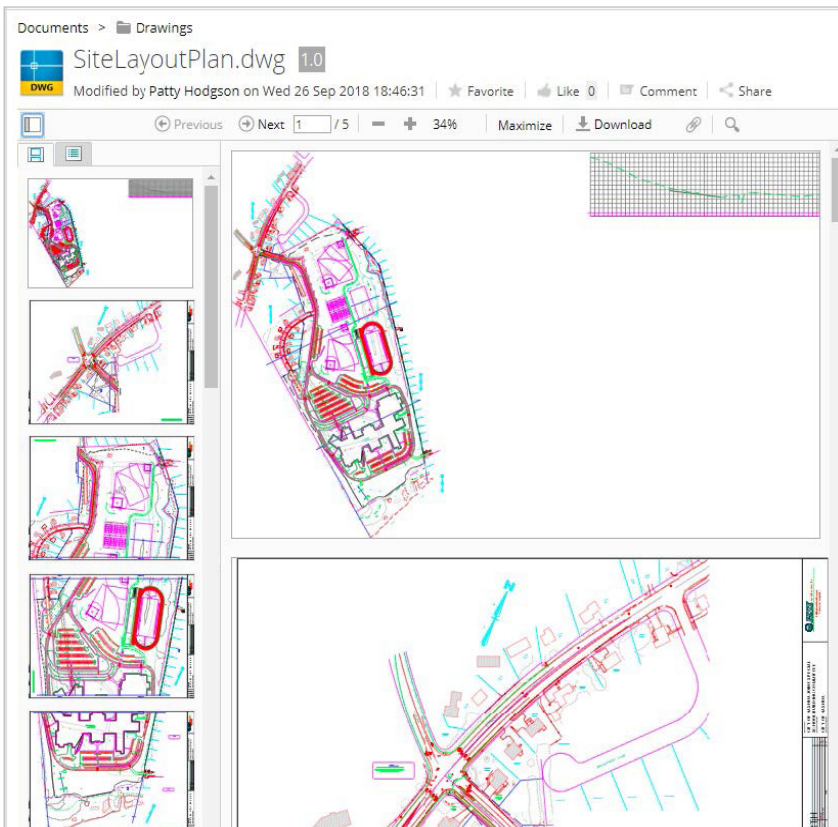 Documents > Drawings
SiteLayoutPlan.dwg 1.0
DWG
Modified by Patty Hodgson on Wed 26 Sep 2018 18:46:31 Favorite Like 0 Comment Share
Previous Next 1 / 5 34% Maximize Download
N